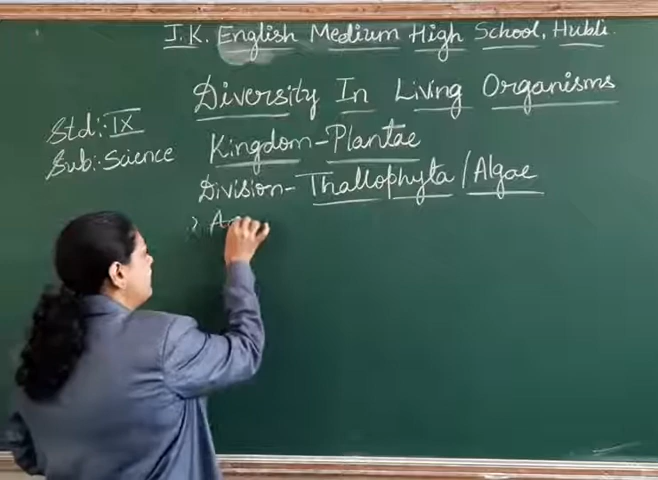 J.K. English Medium High School, Hubli.
Diversity In Living Organisms
Std:- IX
Sub:- Science
Kingdom-Plantae
Division- Thallophyta/Algae